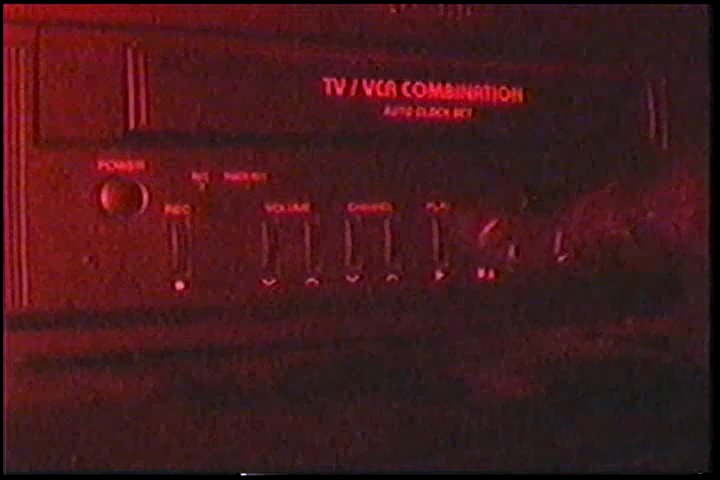 TV / VCR COMBINATION
AUTO CLOCK SET
POWER
REC
VOLUME
CHANNEL
PLAY